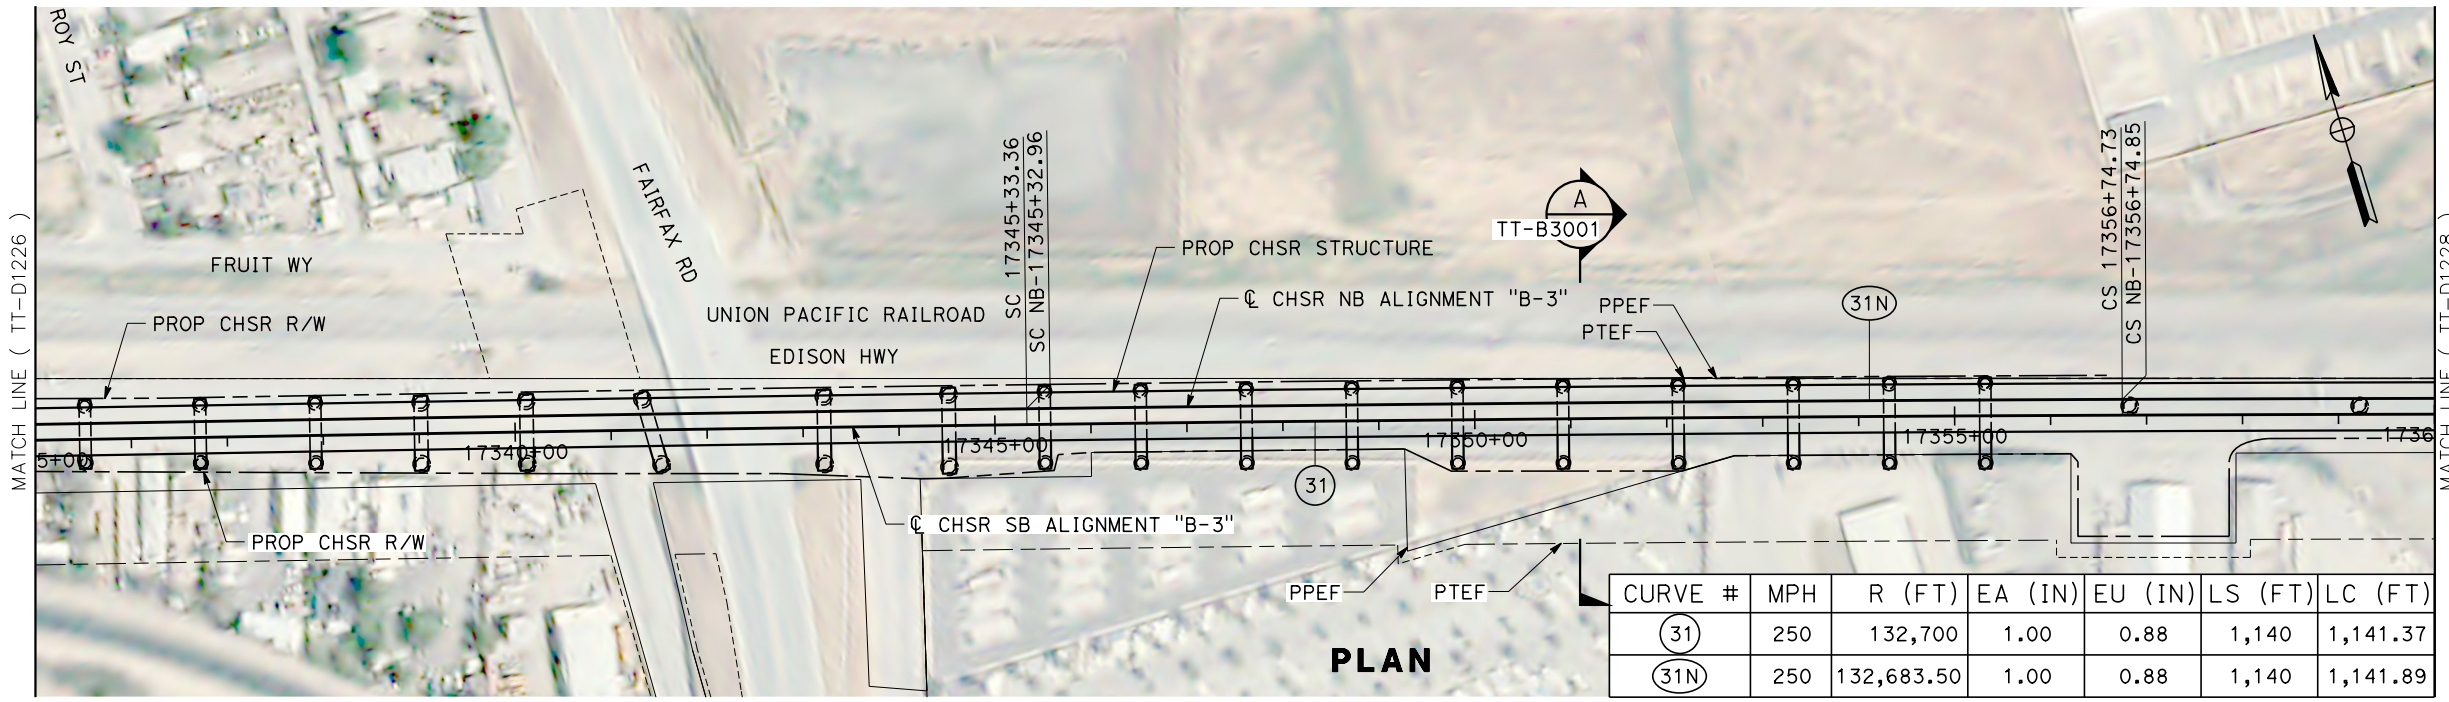 ROY ST
FRUIT WY
FAIRFAX RD
UNION PACIFIC RAILROAD
EDISON HWY
SC 17345+33.36
SC NB-17345+32.96
PROP CHSR STRUCTURE
℄ CHSR NB ALIGNMENT "B-3"
A
TT-B3001
PPEF
PTEF
31N
CS 17356+74.73
CS NB-17356+74.85
MATCH LINE ( TT-D1226 )
MATCH LINE ( TT-D1228 )
PROP CHSR R/W
5+00
17340+00
17345+00
17350+00
17355+00
1736
31
℄ CHSR SB ALIGNMENT "B-3"
PROP CHSR R/W
PPEF
PTEF
PLAN
CURVE # MPH R (FT) EA (IN) EU (IN) LS (FT) LC (FT)
31 250 132,700 1.00 0.88 1,140 1,141.37
31N 250 132,683.50 1.00 0.88 1,140 1,141.89